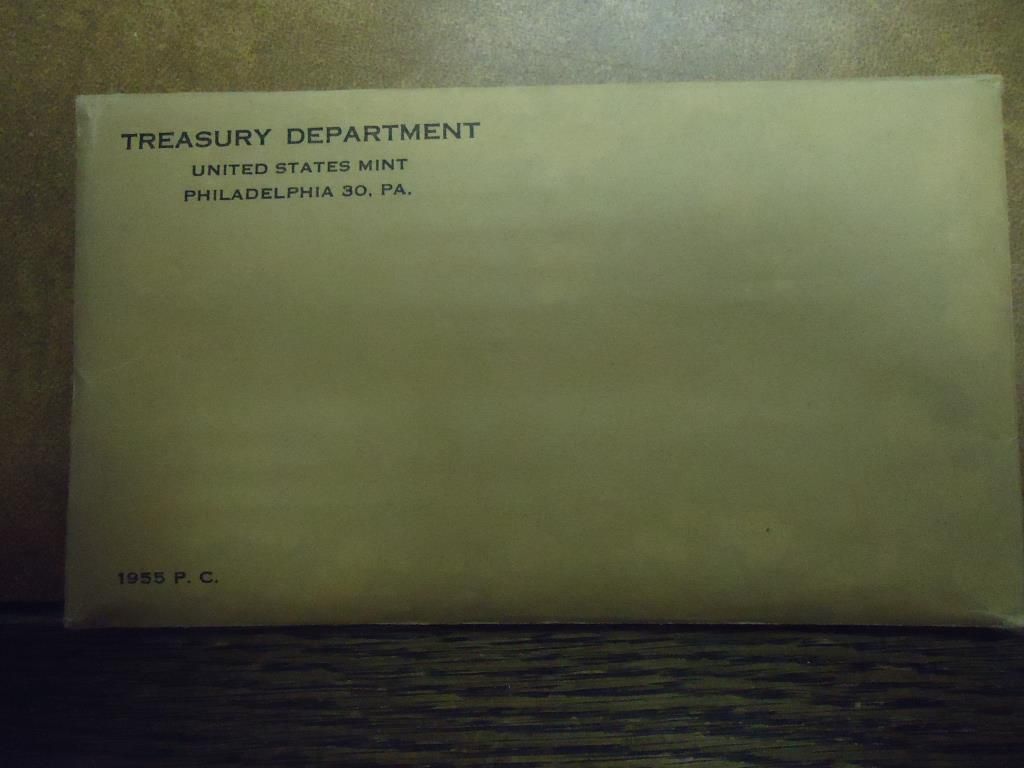 TREASURY DEPARTMENT
UNITED STATES MINT
PHILADELPHIA 30, PA.
1955 P. C.